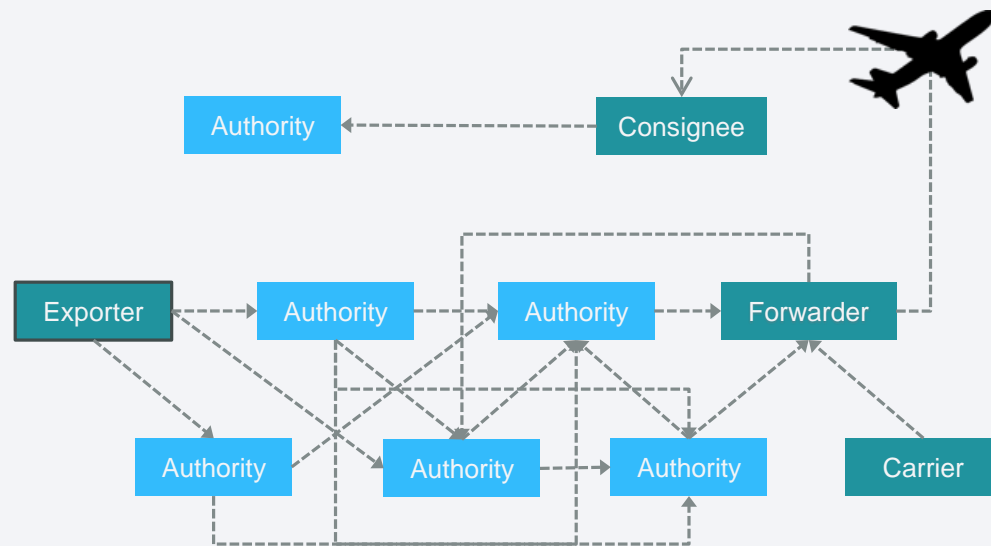 Authority
Consignee
Exporter
Authority
Authority
Forwarder
Authority
Authority
Authority
Carrier